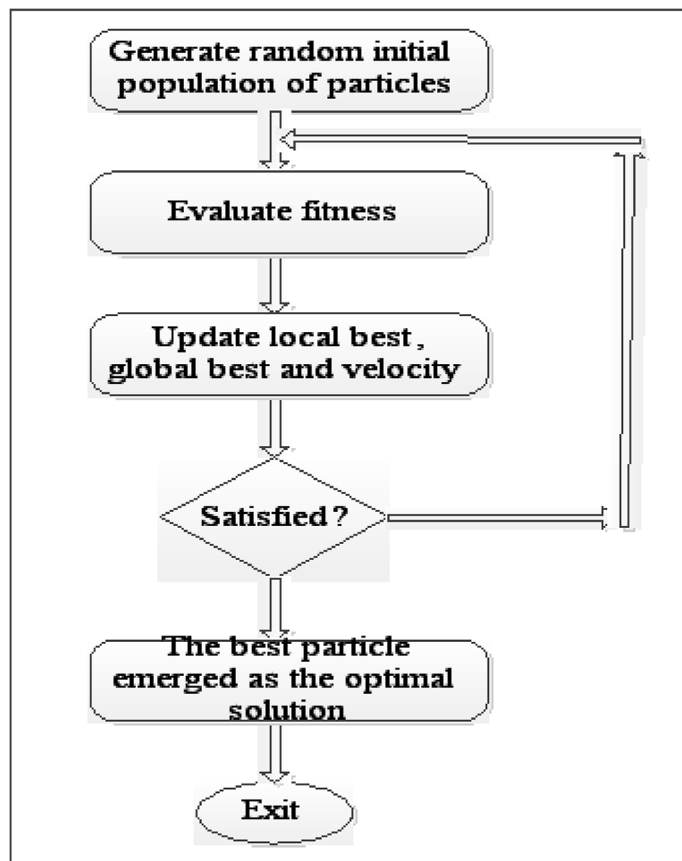 Generate random initial
population of particles
Evaluate fitness
Update local best,
global best and velocity
Satisfied?
The best particle
emerged as the optimal
solution
Exit